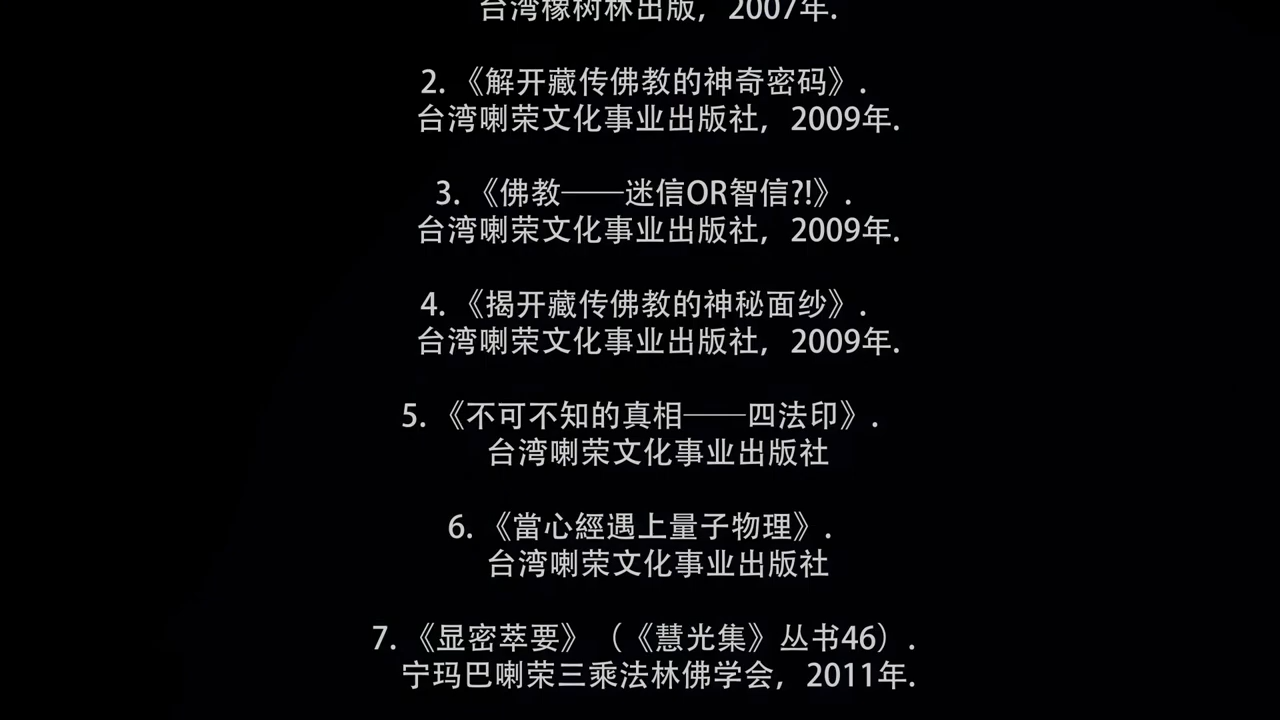 台湾橡树林出版，2007年.
2. 《解开藏传佛教的神奇密码》.
台湾喇荣文化事业出版社，2009年.
3. 《佛教——迷信OR智信?!》.
台湾喇荣文化事业出版社，2009年.
4. 《揭开藏传佛教的神秘面纱》.
台湾喇荣文化事业出版社，2009年.
5. 《不可不知的真相——四法印》.
台湾喇荣文化事业出版社
6. 《當心經遇上量子物理》.
台湾喇荣文化事业出版社
7. 《显密萃要》（《慧光集》丛书46）.
宁玛巴喇荣三乘法林佛学会，2011年.